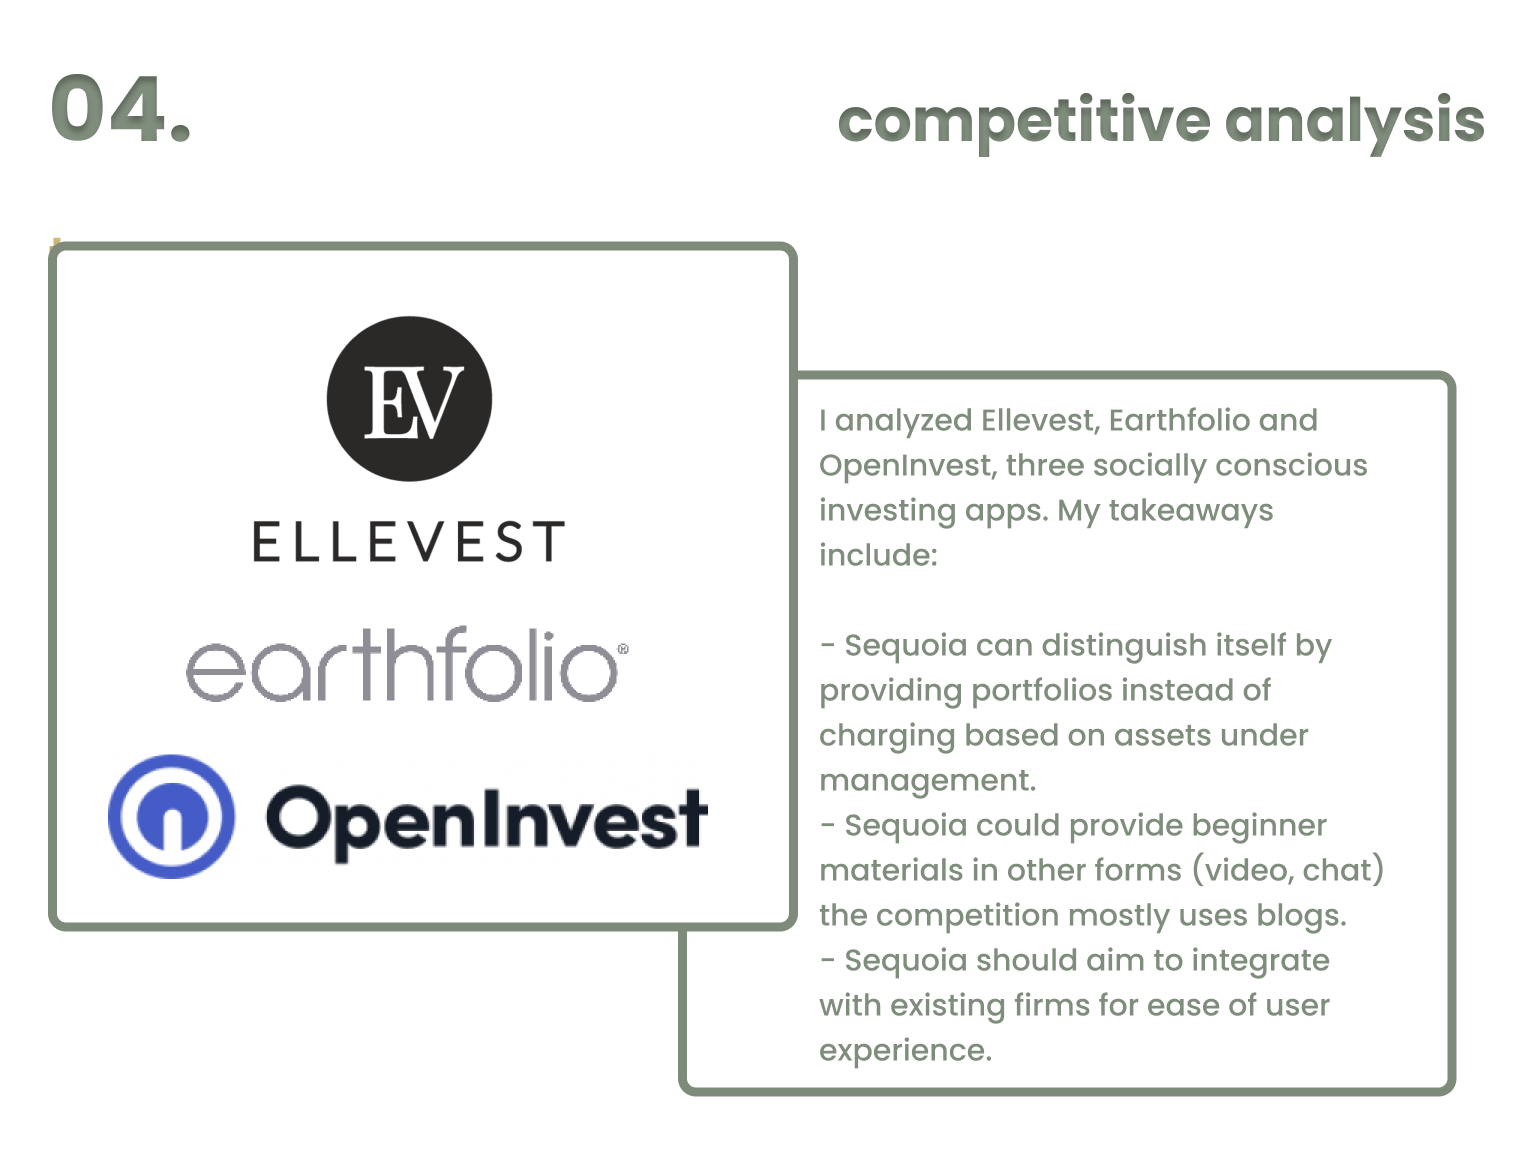 04.
competitive analysis
EV
ELLEVEST
earthfolio®
OpenInvest
I analyzed Ellevest, Earthfolio and
OpenInvest, three socially conscious
investing apps. My takeaways
include:
- Sequoia can distinguish itself by
providing portfolios instead of
charging based on assets under
management.
- Sequoia could provide beginner
materials in other forms (video, chat)
the competition mostly uses blogs.
- Sequoia should aim to integrate
with existing firms for ease of user
experience.